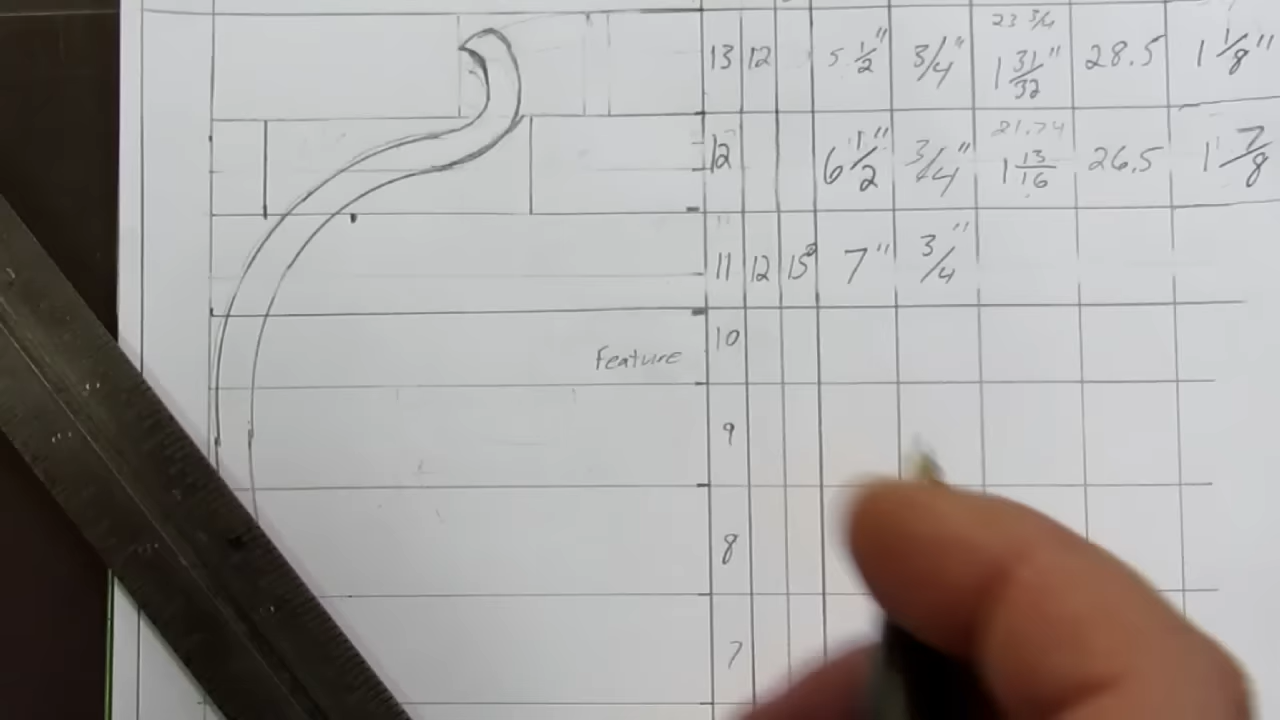 23 3/4
13 12 5 1/2" 3/4" 1 31/32" 28.5 1 1/8"
21.74
12 6 1/2" 3/4" 1 13/16 26.5 1 7/8
11 12 15° 7" 3/4"
10
Feature
9
8
7